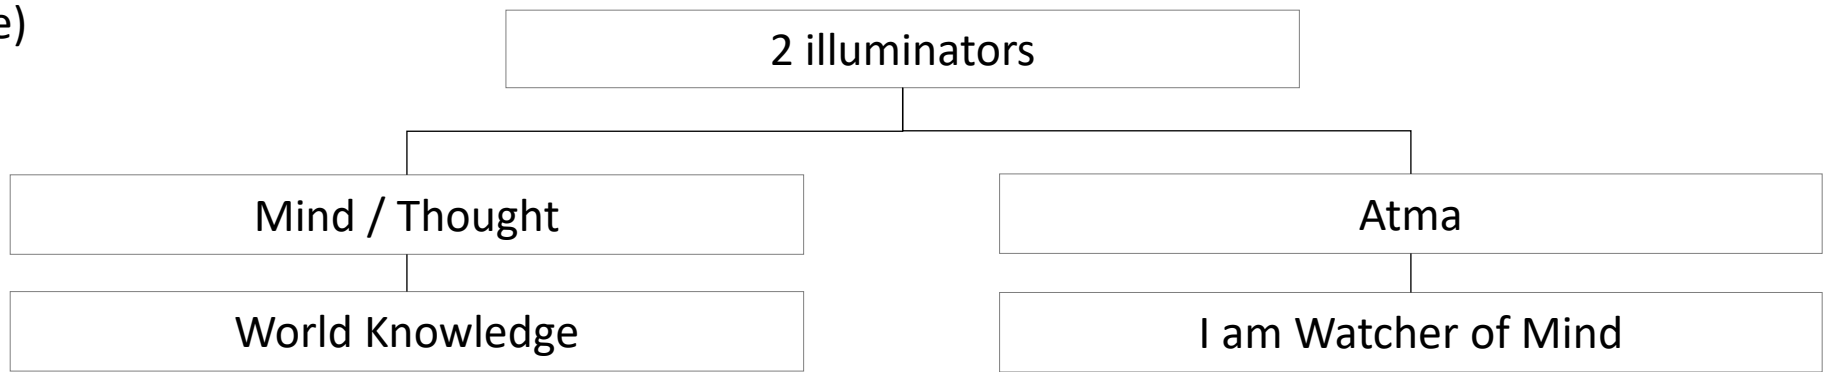 e)
2 illuminators
Mind / Thought
Atma
World Knowledge
I am Watcher of Mind